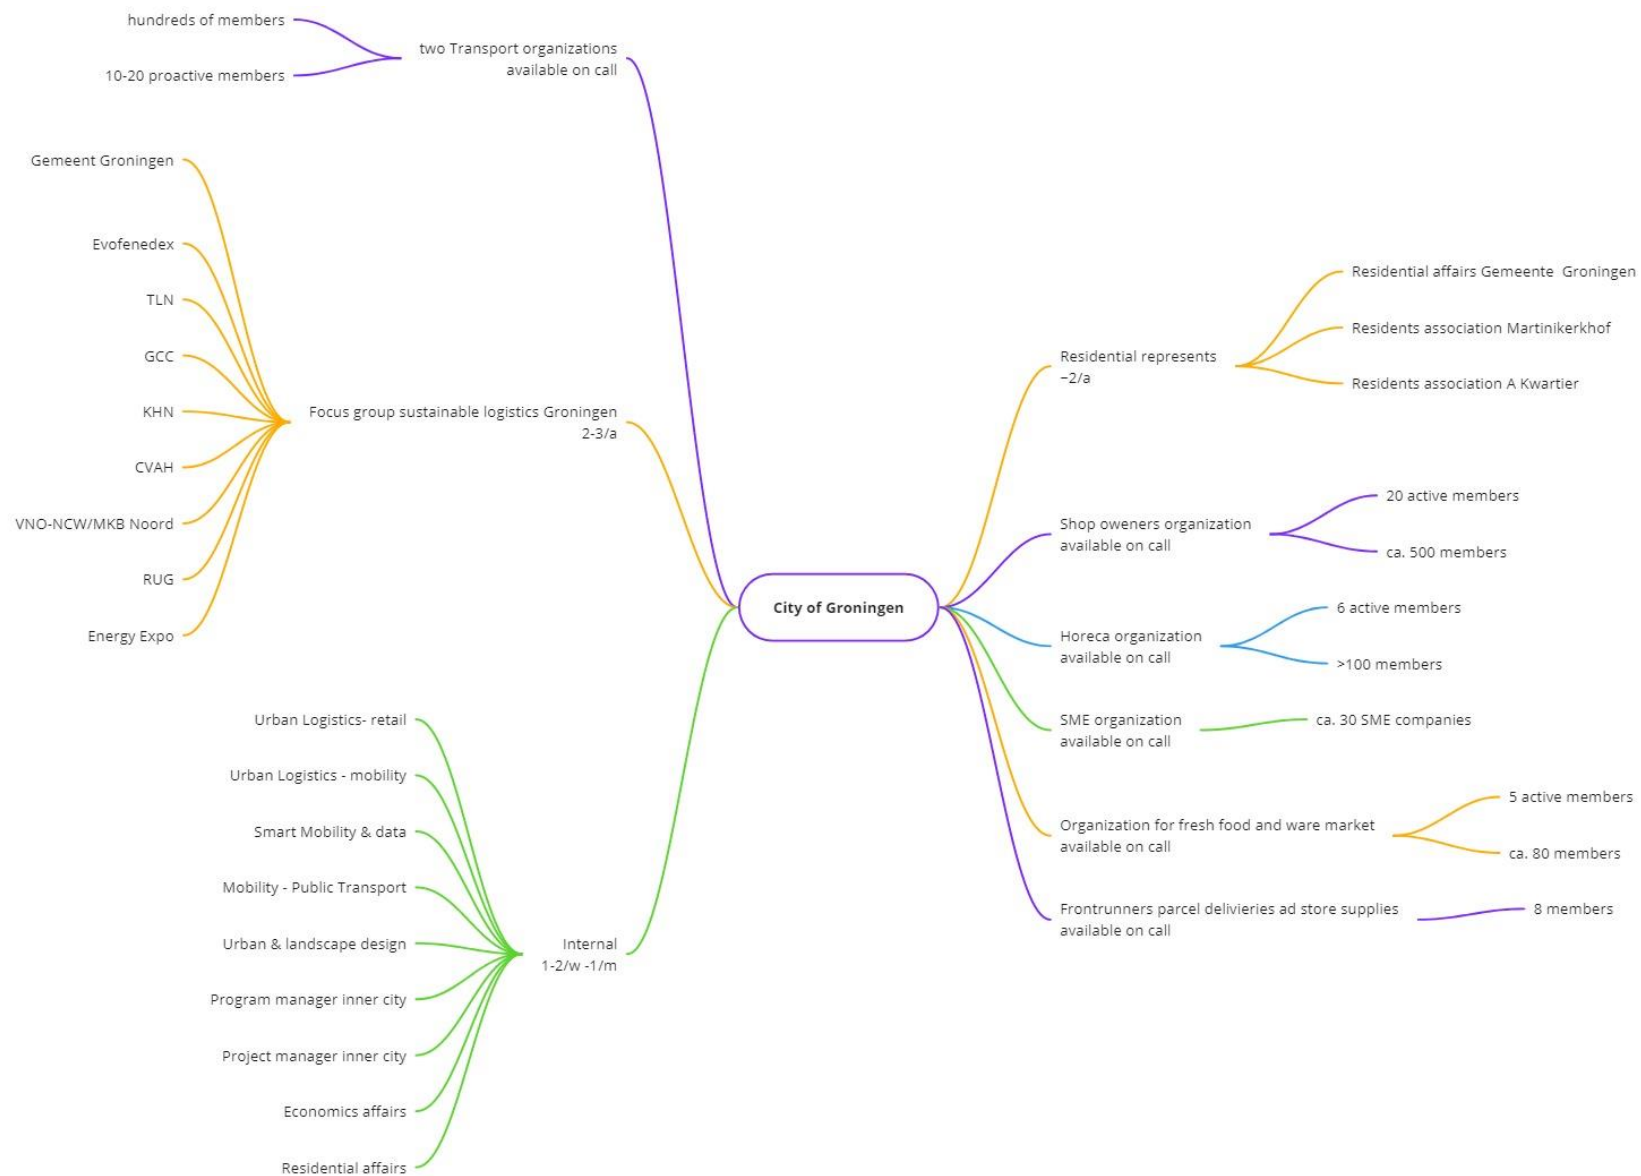 hundreds of members
10-20 proactive members
two Transport organizations
available on call
Gemeent Groningen
Evofenedex
TLN
GCC
KHN
CVAH
VNO-NCW/MKB Noord
RUG
Energy Expo
Focus group sustainable logistics Groningen
2-3/a
Urban Logistics- retail
Urban Logistics - mobility
Smart Mobility & data
Mobility - Public Transport
Urban & landscape design
Program manager inner city
Project manager inner city
Economics affairs
Residential affairs
Internal
1-2/w -1/m
City of Groningen
Residential represents
~2/a
Residential affairs Gemeente  Groningen
Residents association Martinikerkhof
Residents association A Kwartier
Shop oweners organization
available on call
20 active members
ca. 500 members
Horeca organization
available on call
6 active members
>100 members
SME organization
available on call
ca. 30 SME companies
Organization for fresh food and ware market
available on call
5 active members
ca. 80 members
Frontrunners parcel delivieries ad store supplies
available on call
8 members